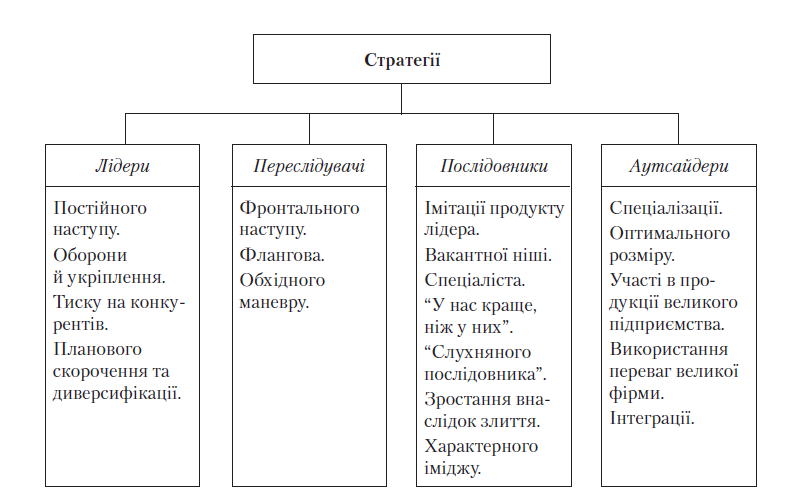 Стратегії
Лідери
Постійного
наступу.
Оборони
й укріплення.
Тиску на конку-
рентів.
Планового
скорочення та
диверсифікації.
Переслідувачі
Фронтального
наступу.
Флангова.
Обхідного
маневру.
Послідовники
Імітації продукту
лідера.
Вакантної ніші.
Спеціаліста.
“У нас краще,
ніж у них”.
“Слухняного
послідовника”.
Зростання вна-
слідок злиття.
Характерного
іміджу.
Аутсайдери
Спеціалізації.
Оптимального
розміру.
Участі в про-
дукції великого
підприємства.
Використання
переваг великої
фірми.
Інтеграції.